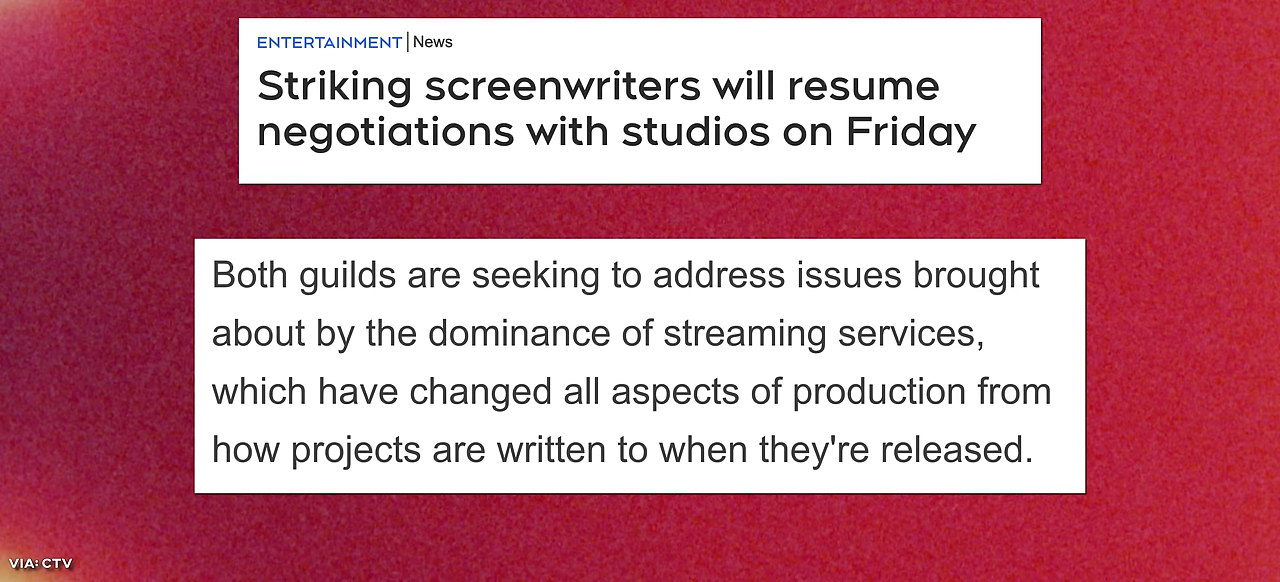 ENTERTAINMENT | News
Striking screenwriters will resume
negotiations with studios on Friday
Both guilds are seeking to address issues brought
about by the dominance of streaming services,
which have changed all aspects of production from
how projects are written to when they're released.
VIA: CTV